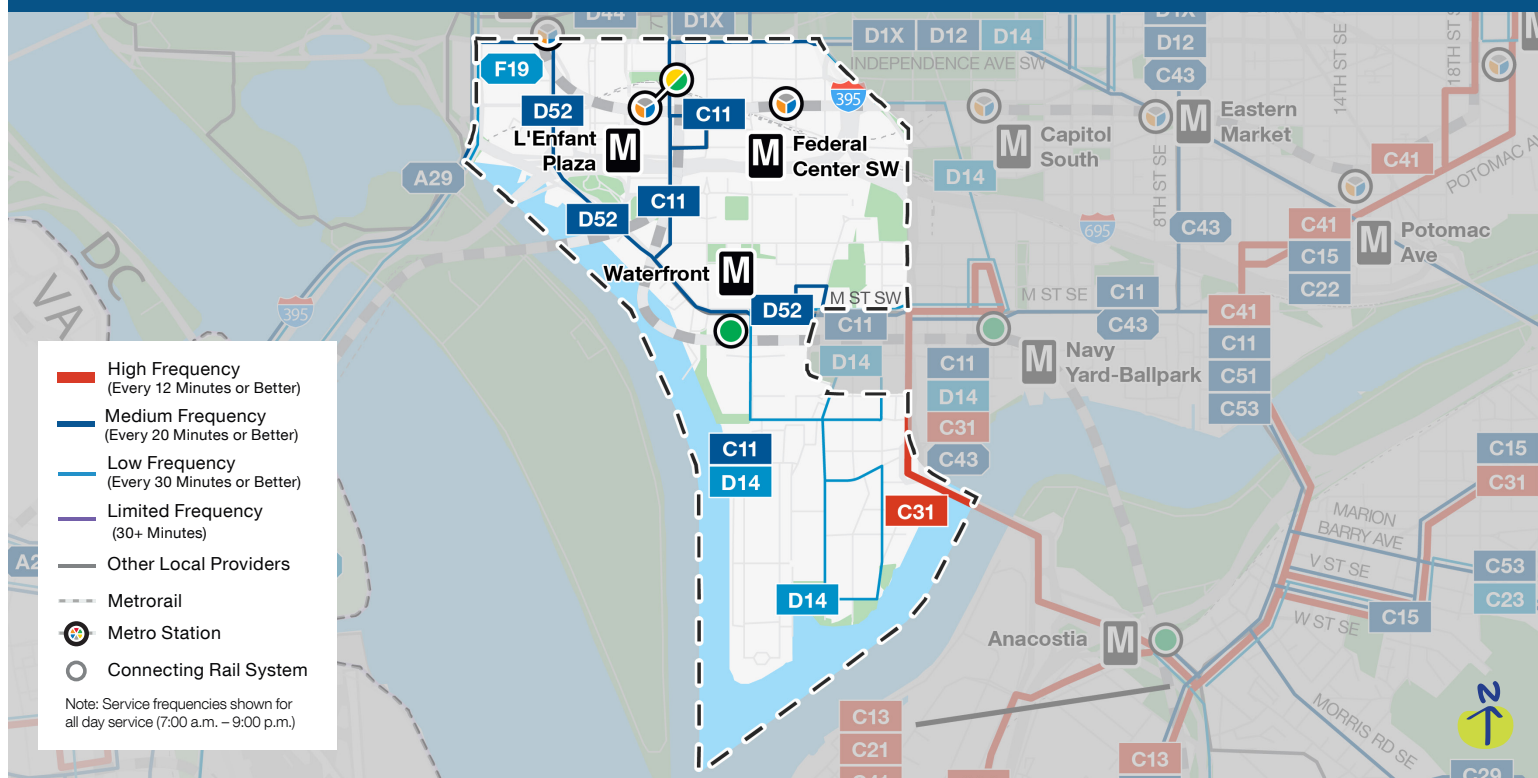 D44
D1X
D1X
D12
D14
D1X
D12
C43
INDEPENDENCE AVE SW
14TH ST SE
18TH ST S
F19
D52
L'Enfant
Plaza
M
C11
M
Federal
Center SW
395
M
Capitol
South
M
Eastern
Market
C41
POTOMAC A
A29
D14
D52
C11
8TH ST SE
C43
695
C41
C15
C22
M
Potomac
Ave
Waterfront
M
DC
VA
395
D52
M ST SW
C11
D14
M ST SE
C11
C43
C41
C11
C51
C53
M
Navy
Yard-Ballpark
C11
D14
C31
C43
C11
D14
C31
C15
C31
MARION
BARRY AVE
V ST SE
W ST SE
C53
C23
C15
D14
Anacostia
M
MORRIS RD SE
C13
C21
C13
C29
N
A2
High Frequency
(Every 12 Minutes or Better)
Medium Frequency
(Every 20 Minutes or Better)
Low Frequency
(Every 30 Minutes or Better)
Limited Frequency
(30+ Minutes)
Other Local Providers
Metrorail
Metro Station
Connecting Rail System
Note: Service frequencies shown for
all day service (7:00 a.m. – 9:00 p.m.)